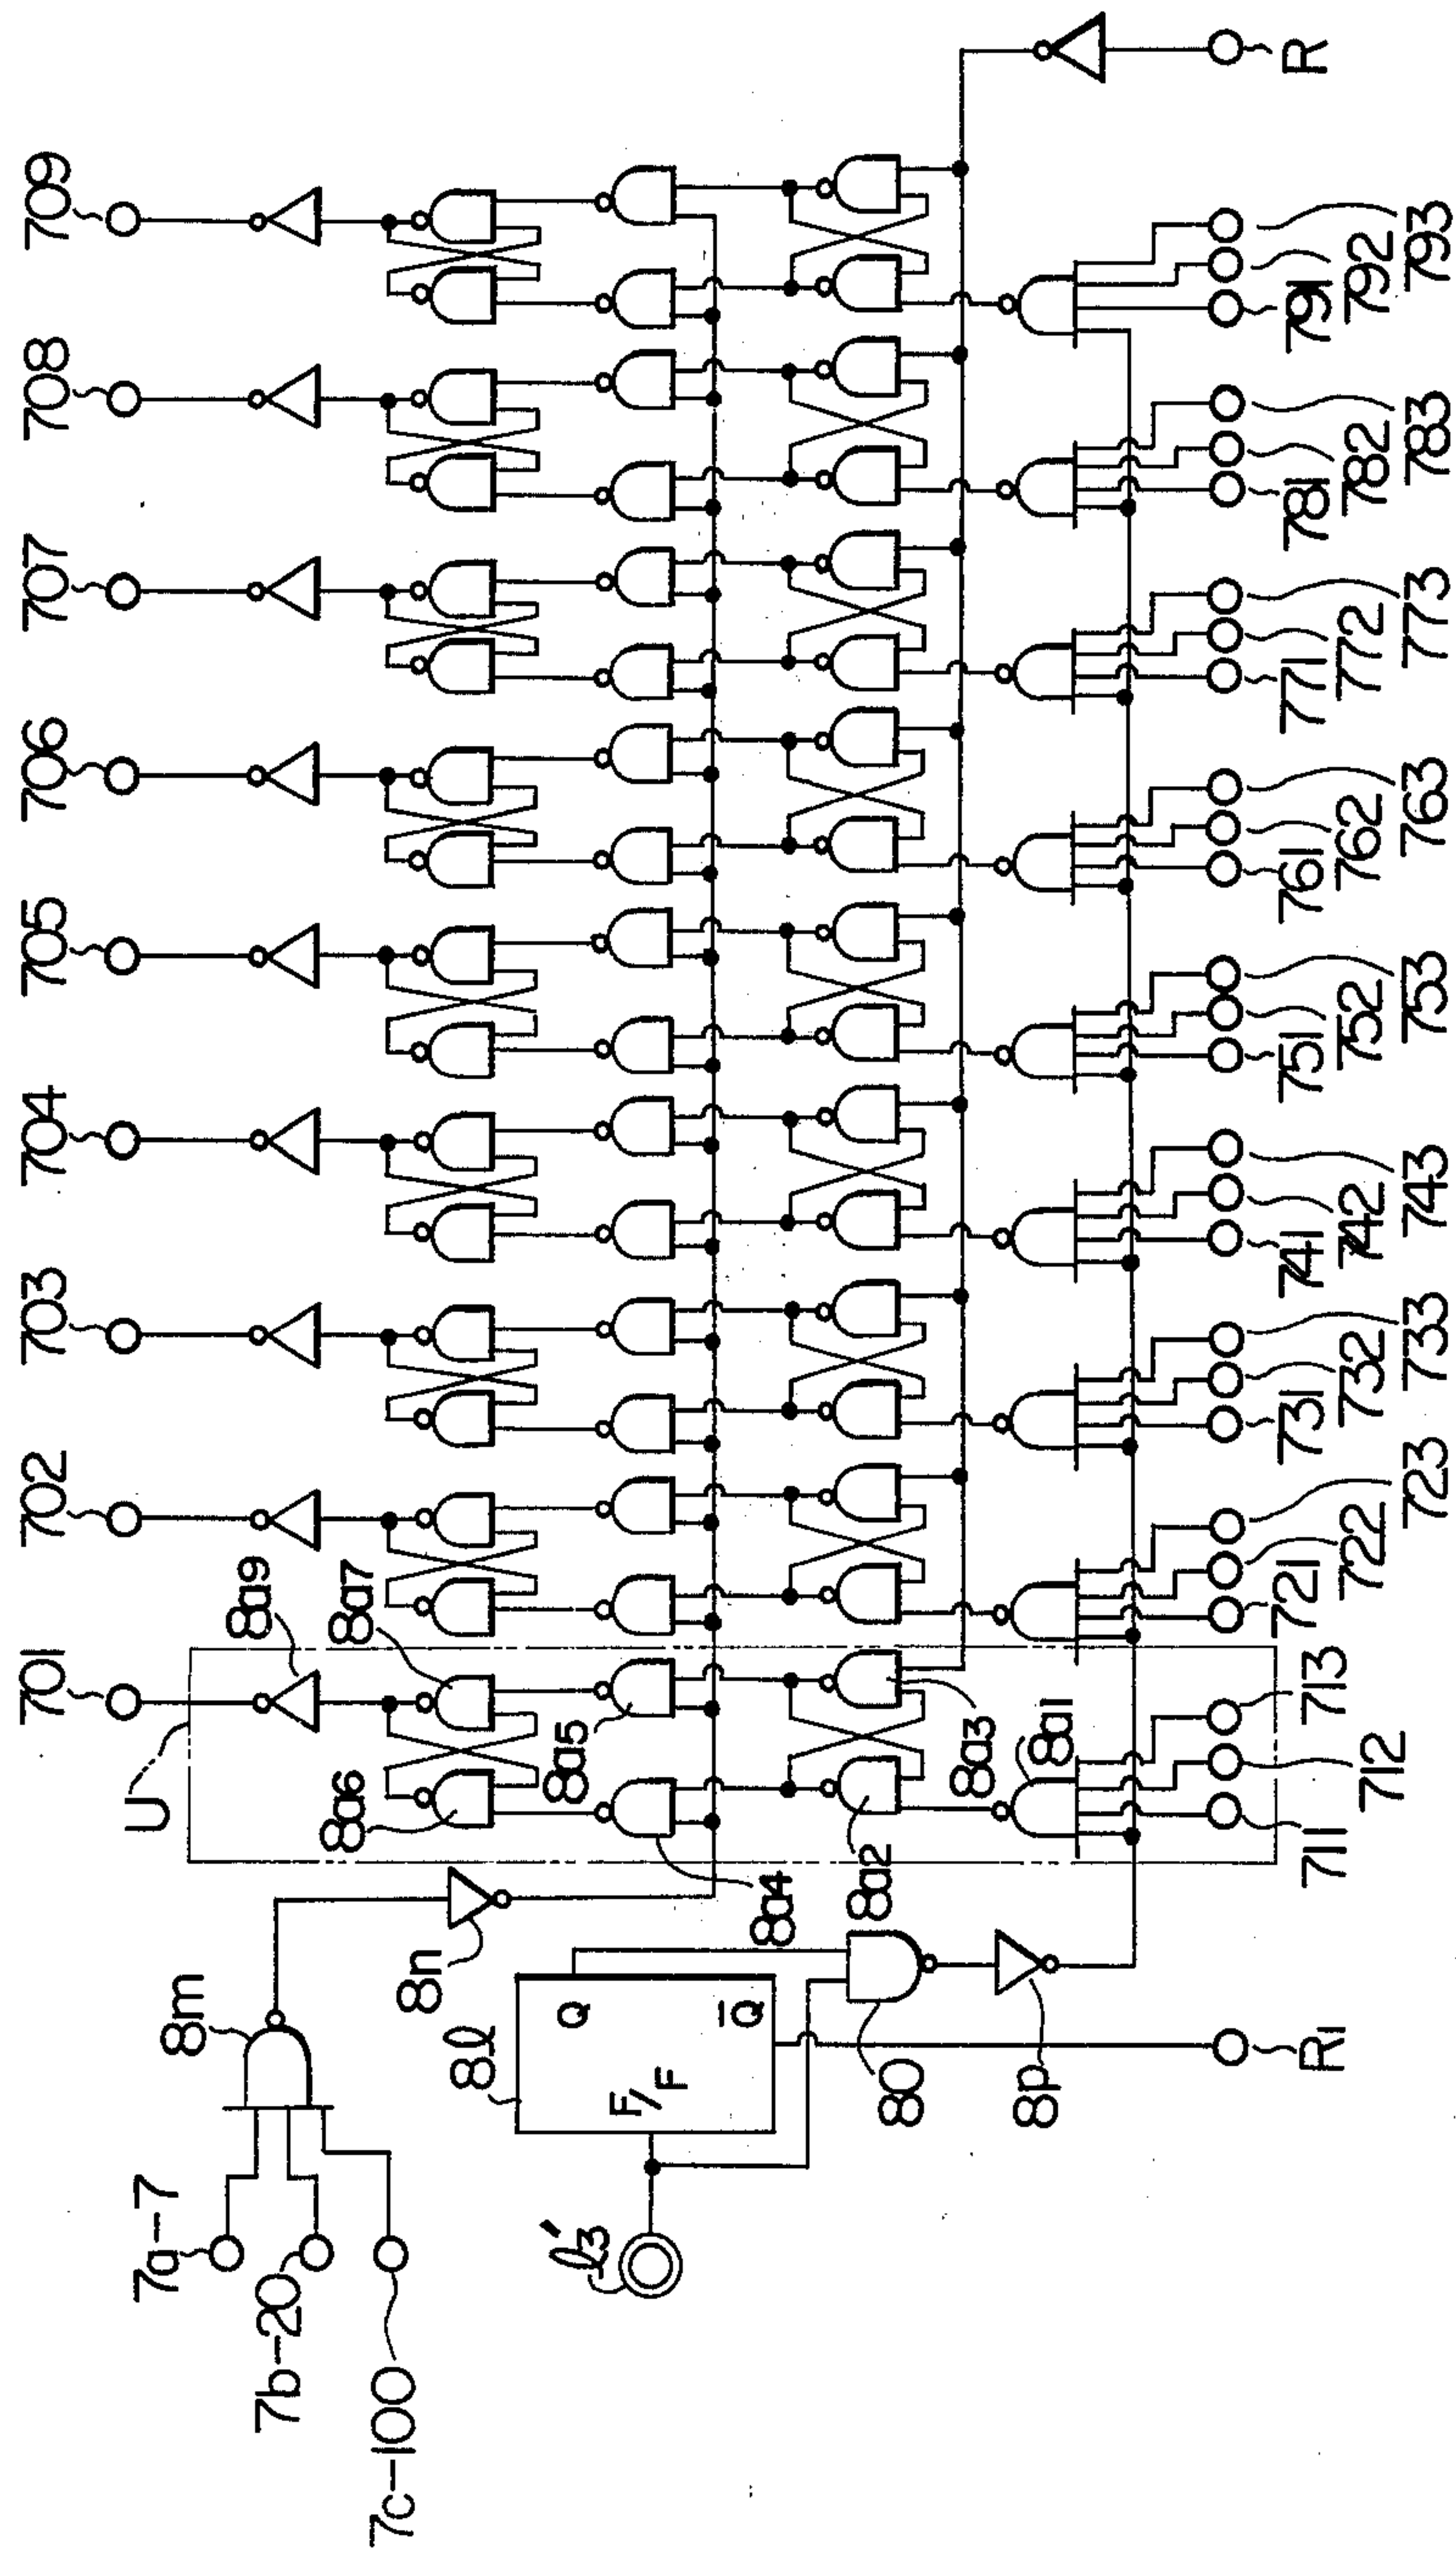 701 702 703 704 705 706 707 708 709
U
8a9
8a7
8a6
8a5
8a4
8a3
8a2
8a1
7a-7
7b-20
7c-100
8m
8n
8l
Q
Q̅
F/F
l3'
80
8p
R1
R
711 712 713
721 722 723
731 732 733
741 742 743
751 752 753
761 762 763
771 772 773
781 782 783
791 792 793